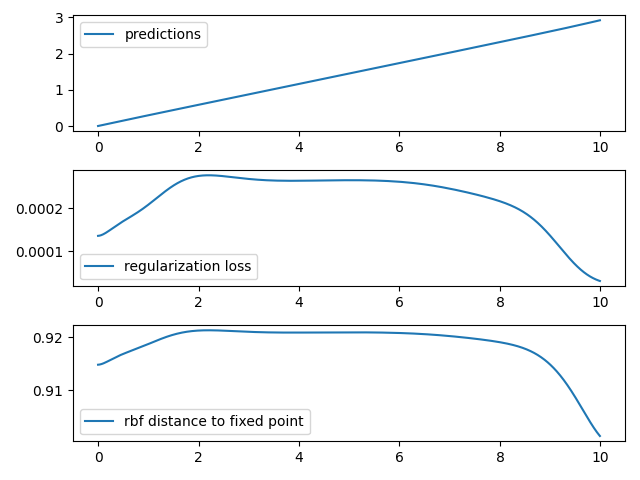 3
2
1
0
predictions
0 2 4 6 8 10
0.0002
0.0001
regularization loss
0 2 4 6 8 10
0.92
0.91
rbf distance to fixed point
0 2 4 6 8 10